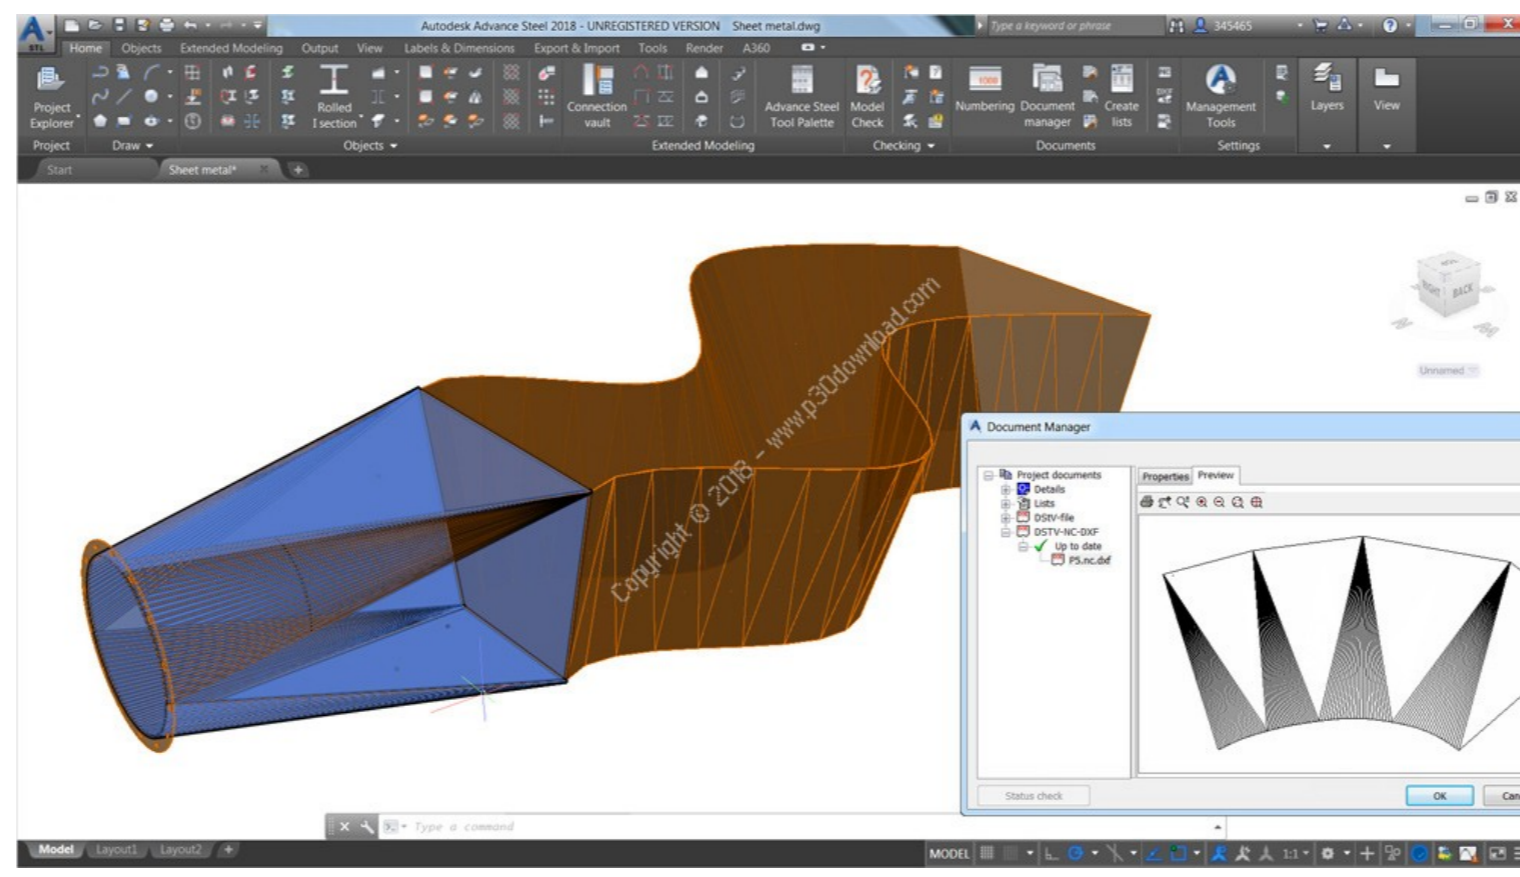 Autodesk Advance Steel 2018 - UNREGISTERED VERSION Sheet metal.dwg
Type a keyword or phrase
345465
STL
Home Objects Extended Modeling Output View Labels & Dimensions Export & Import Tools Render A360
Project
Explorer
Rolled
I section
Connection
vault
Advance Steel
Tool Palette
Model
Check
Numbering
Document
manager
Create
lists
Management
Tools
Layers
View
Project Draw Objects Extended Modeling Checking Documents Settings
Start Sheet metal* +
TOP
RIGHT BACK
Unnamed
Copyright © 2018 - www.p30download.com
Document Manager
Project documents
Details
Lists
DStV-file
DSTV-NC-DXF
Up to date
P5.nc.dxf
Properties Preview
Status check
OK
Can
Type a command
Model Layout1 Layout2 +
MODEL
1:1